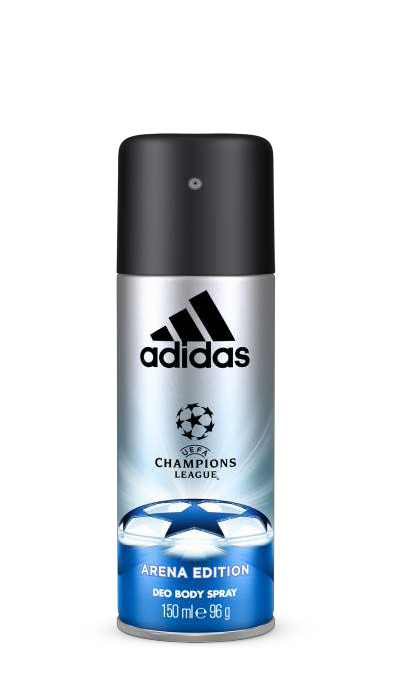 adidas
UEFA
CHAMPIONS
LEAGUE®
ARENA EDITION
DEO BODY SPRAY
150 ml ℮ 96 g